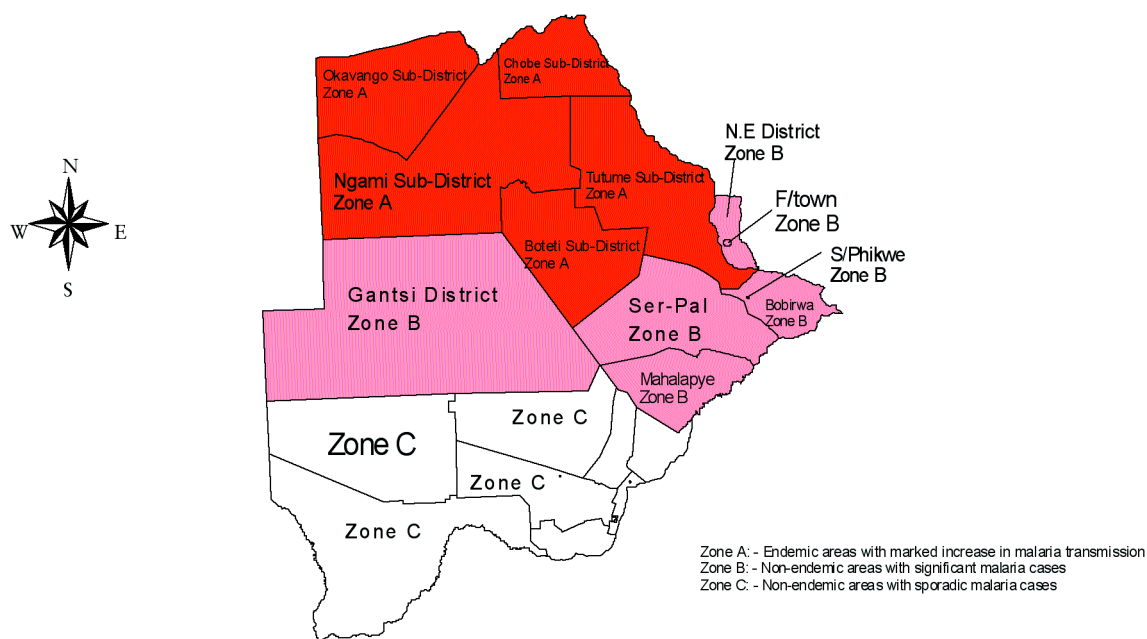 Okavango Sub-District
Zone A
Chobe Sub-District
Zone A
N.E District
Zone B
Ngami Sub-District
Zone A
Tutume Sub-District
Zone A
F/town
Zone B
N
W
E
S
Boteti Sub-District
Zone A
S/Phikwe
Zone B
Gantsi District
Zone B
Ser-Pal
Zone B
Bobirwa
Zone B
Mahalapye
Zone B
Zone C
Zone C
Zone C
Zone C
Zone A: - Endemic areas with marked increase in malaria transmission
Zone B: - Non-endemic areas with significant malaria cases
Zone C: - Non-endemic areas with sporadic malaria cases